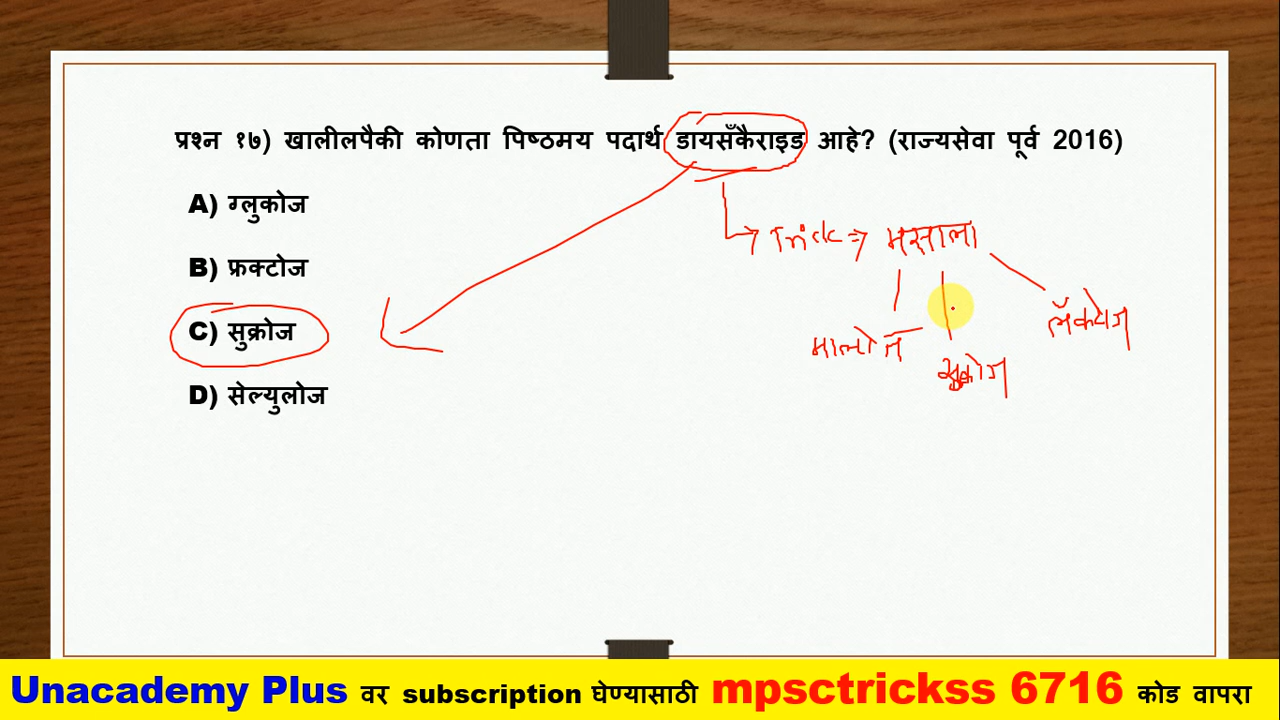 प्रश्न १७) खालीलपैकी कोणता पिष्ठमय पदार्थ डायसँकैराइड आहे? (राज्यसेवा पूर्व 2016)
A) ग्लुकोज
B) फ्रक्टोज
C) सुक्रोज
D) सेल्युलोज
Trick ⇒ मसाला
मालोज
सुक्रोज
लॅक्टोज
Unacademy Plus वर subscription घेण्यासाठी mpsctrickss 6716 कोड वापरा